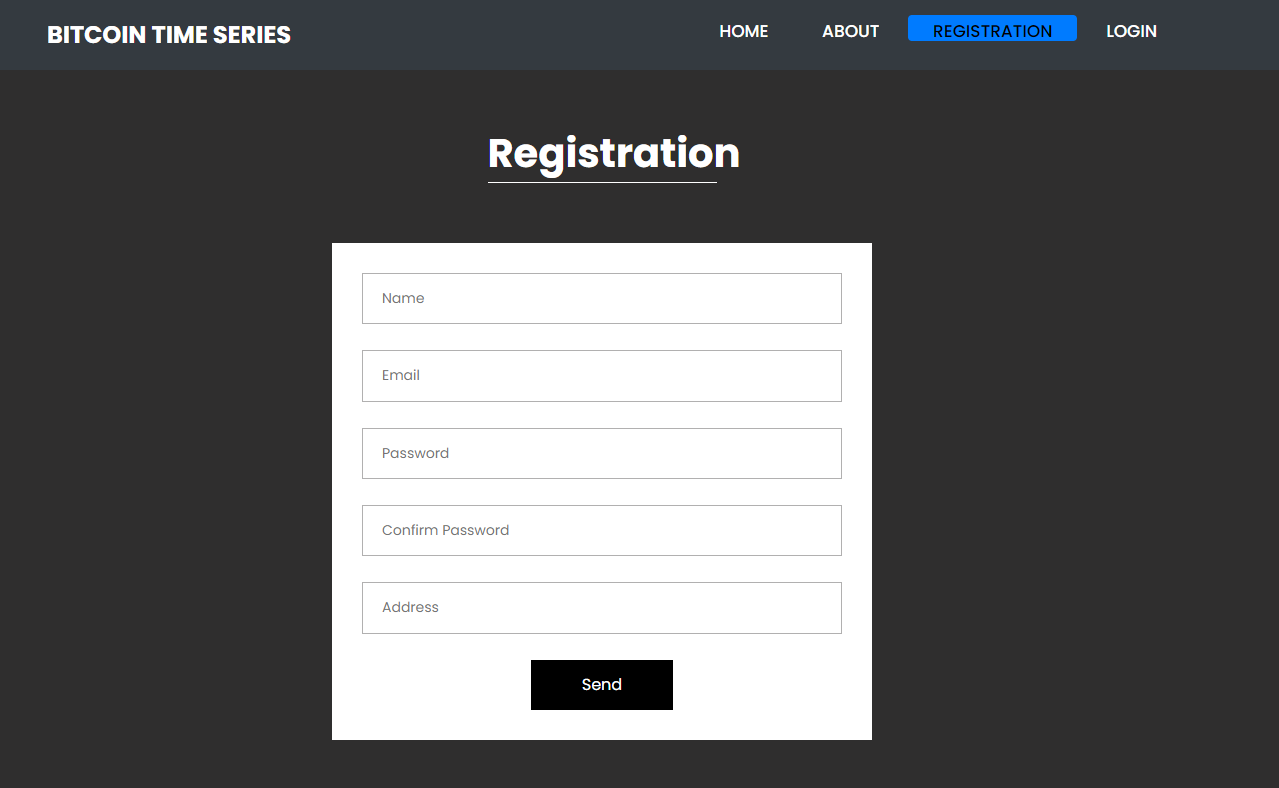 BITCOIN TIME SERIES HOME ABOUT REGISTRATION LOGIN
Registration
Name
Email
Password
Confirm Password
Address
Send